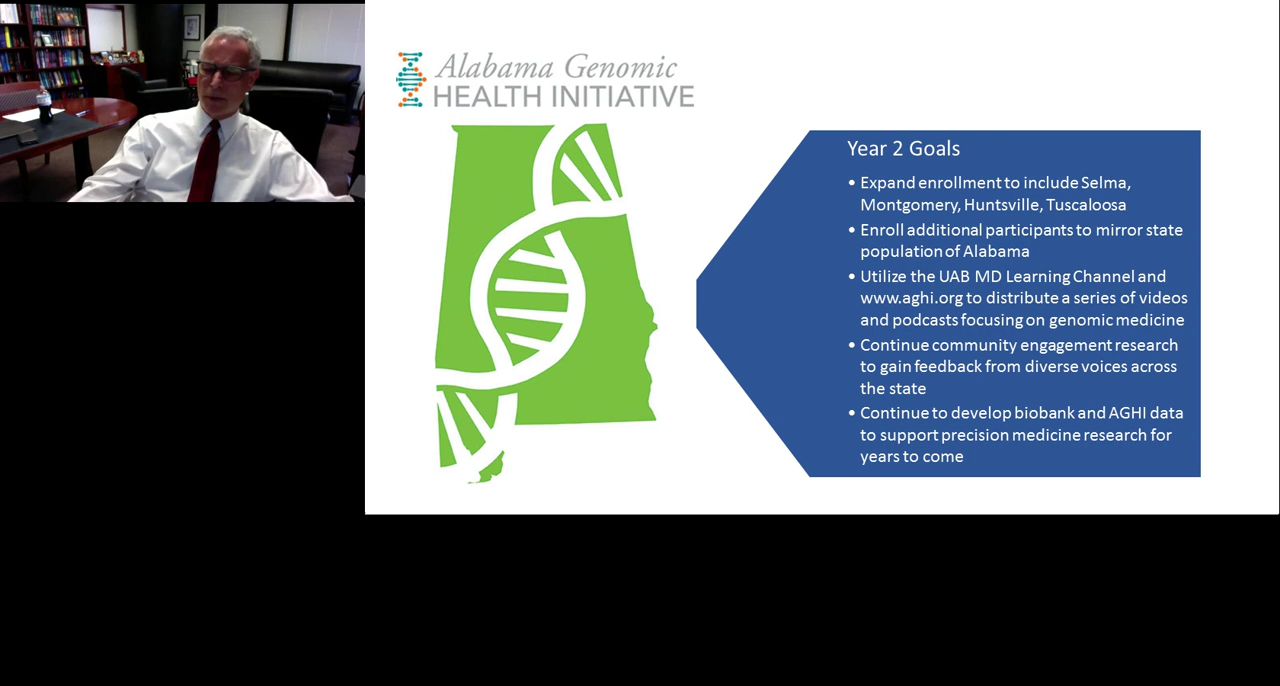 Alabama Genomic
HEALTH INITIATIVE
Year 2 Goals
• Expand enrollment to include Selma,
Montgomery, Huntsville, Tuscaloosa
• Enroll additional participants to mirror state
population of Alabama
• Utilize the UAB MD Learning Channel and
www.aghi.org to distribute a series of videos
and podcasts focusing on genomic medicine
• Continue community engagement research
to gain feedback from diverse voices across
the state
• Continue to develop biobank and AGHI data
to support precision medicine research for
years to come